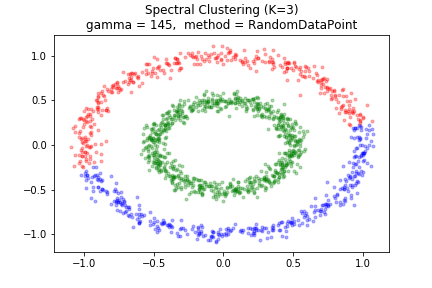 Spectral Clustering (K=3)
gamma = 145,  method = RandomDataPoint
1.0
0.5
0.0
−0.5
−1.0
−1.0 −0.5 0.0 0.5 1.0